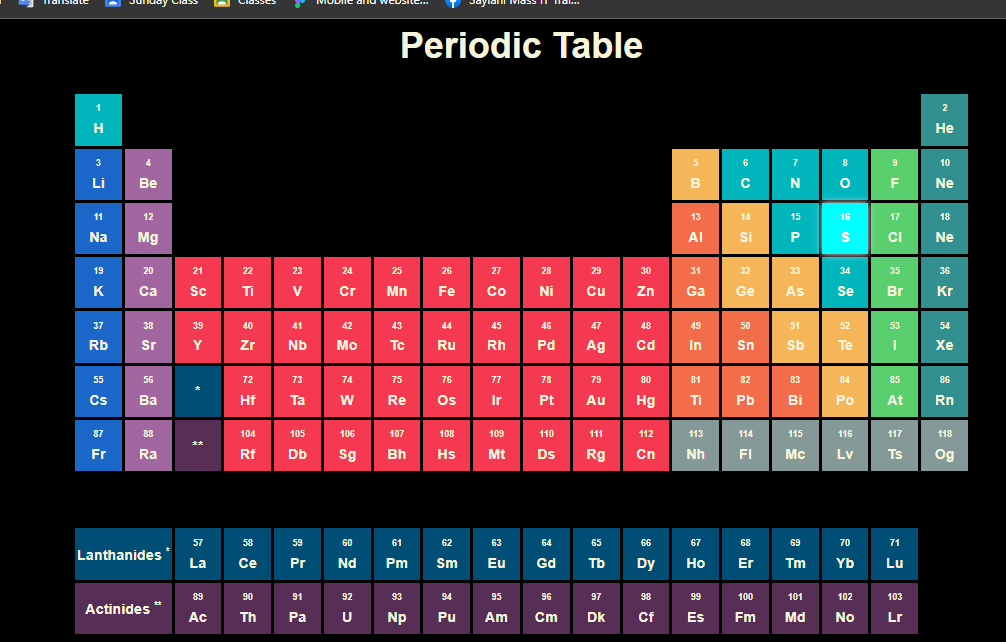 Translate Sunday Class Classes Mobile and website... Saylani Mass IT Trai...
Periodic Table
1 2
H He
3 4 5 6 7 8 9 10
Li Be B C N O F Ne
11 12 13 14 15 16 17 18
Na Mg Al Si P S Cl Ne
19 20 21 22 23 24 25 26 27 28 29 30 31 32 33 34 35 36
K Ca Sc Ti V Cr Mn Fe Co Ni Cu Zn Ga Ge As Se Br Kr
37 38 39 40 41 42 43 44 45 46 47 48 49 50 51 52 53 54
Rb Sr Y Zr Nb Mo Tc Ru Rh Pd Ag Cd In Sn Sb Te I Xe
55 56 * 72 73 74 75 76 77 78 79 80 81 82 83 84 85 86
Cs Ba Hf Ta W Re Os Ir Pt Au Hg Ti Pb Bi Po At Rn
87 88 ** 104 105 106 107 108 109 110 111 112 113 114 115 116 117 118
Fr Ra Rf Db Sg Bh Hs Mt Ds Rg Cn Nh Fl Mc Lv Ts Og
57 58 59 60 61 62 63 64 65 66 67 68 69 70 71
Lanthanides * La Ce Pr Nd Pm Sm Eu Gd Tb Dy Ho Er Tm Yb Lu
89 90 91 92 93 94 95 96 97 98 99 100 101 102 103
Actinides ** Ac Th Pa U Np Pu Am Cm Dk Cf Es Fm Md No Lr